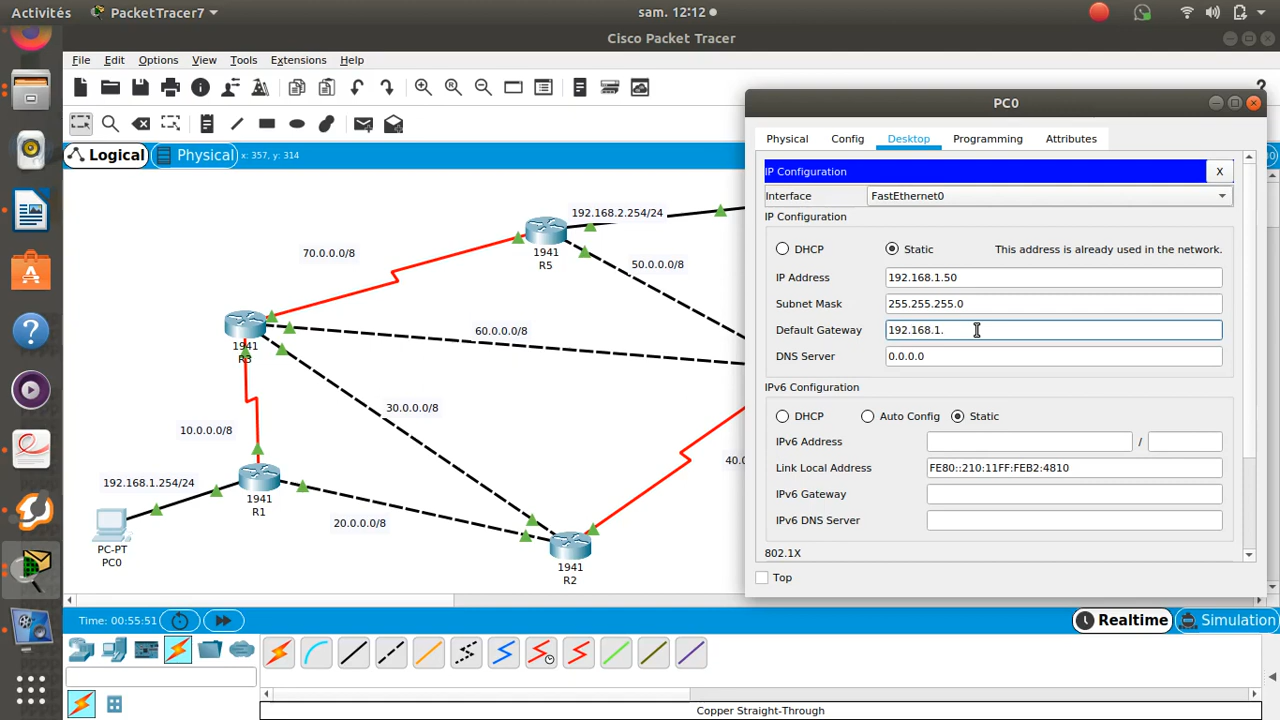 Activités
PacketTracer7
sam. 12:12
Cisco Packet Tracer
File Edit Options View Tools Extensions Help
Logical
Physical
x: 357, y: 314
192.168.2.254/24
1941
R5
70.0.0.0/8
50.0.0.0/8
60.0.0.0/8
1941
R3
30.0.0.0/8
10.0.0.0/8
40.
192.168.1.254/24
1941
R1
20.0.0.0/8
PC-PT
PC0
1941
R2
PC0
Physical Config Desktop Programming Attributes
IP Configuration
X
Interface
FastEthernet0
IP Configuration
DHCP
Static
This address is already used in the network.
IP Address
192.168.1.50
Subnet Mask
255.255.255.0
Default Gateway
192.168.1.
DNS Server
0.0.0.0
IPv6 Configuration
DHCP
Auto Config
Static
IPv6 Address
/
Link Local Address
FE80::210:11FF:FEB2:4810
IPv6 Gateway
IPv6 DNS Server
802.1X
Top
Time: 00:55:51
Realtime
Simulation
Copper Straight-Through